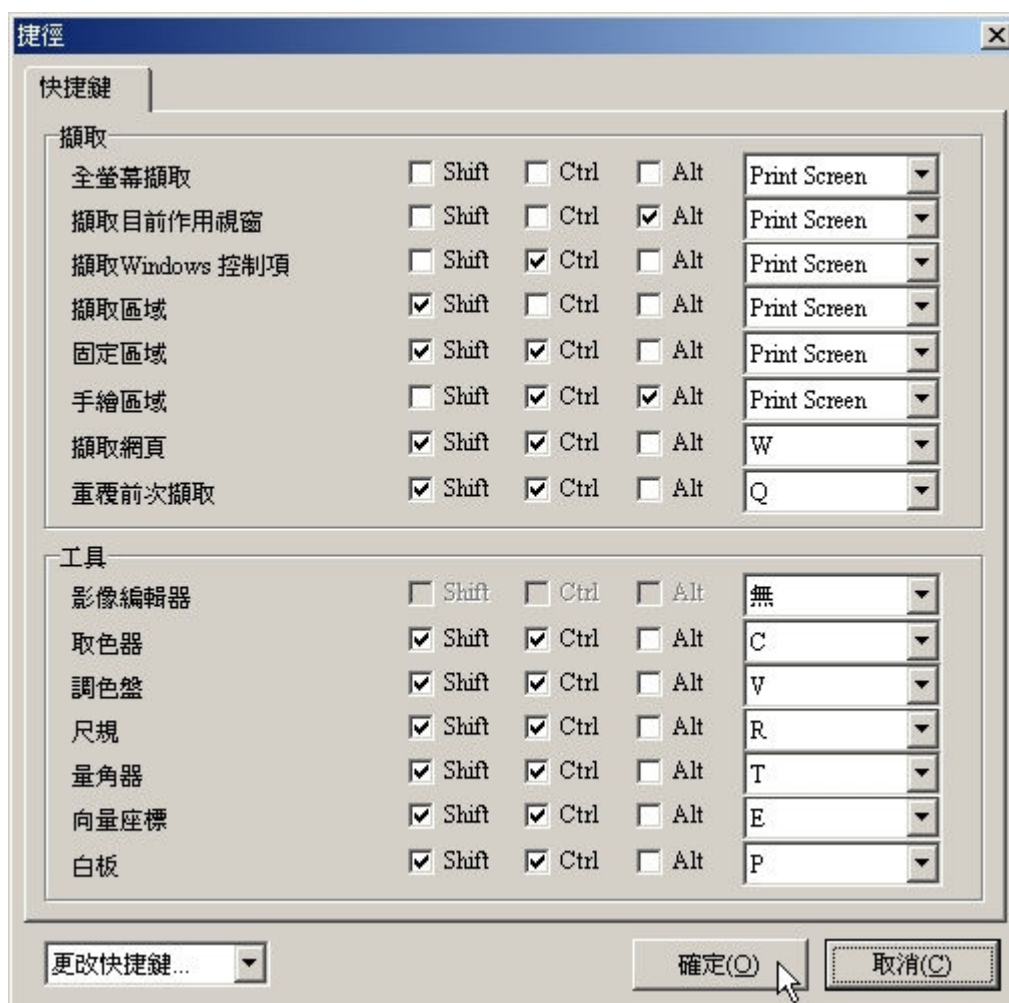 捷徑
快捷鍵
擷取
全螢幕擷取 Shift Ctrl Alt Print Screen
擷取目前作用視窗 Shift Ctrl Alt Print Screen
擷取Windows 控制項 Shift Ctrl Alt Print Screen
擷取區域 Shift Ctrl Alt Print Screen
固定區域 Shift Ctrl Alt Print Screen
手繪區域 Shift Ctrl Alt Print Screen
擷取網頁 Shift Ctrl Alt W
重覆前次擷取 Shift Ctrl Alt Q
工具
影像編輯器 Shift Ctrl Alt 無
取色器 Shift Ctrl Alt C
調色盤 Shift Ctrl Alt V
尺規 Shift Ctrl Alt R
量角器 Shift Ctrl Alt T
向量座標 Shift Ctrl Alt E
白板 Shift Ctrl Alt P
更改快捷鍵... 確定(O) 取消(C)